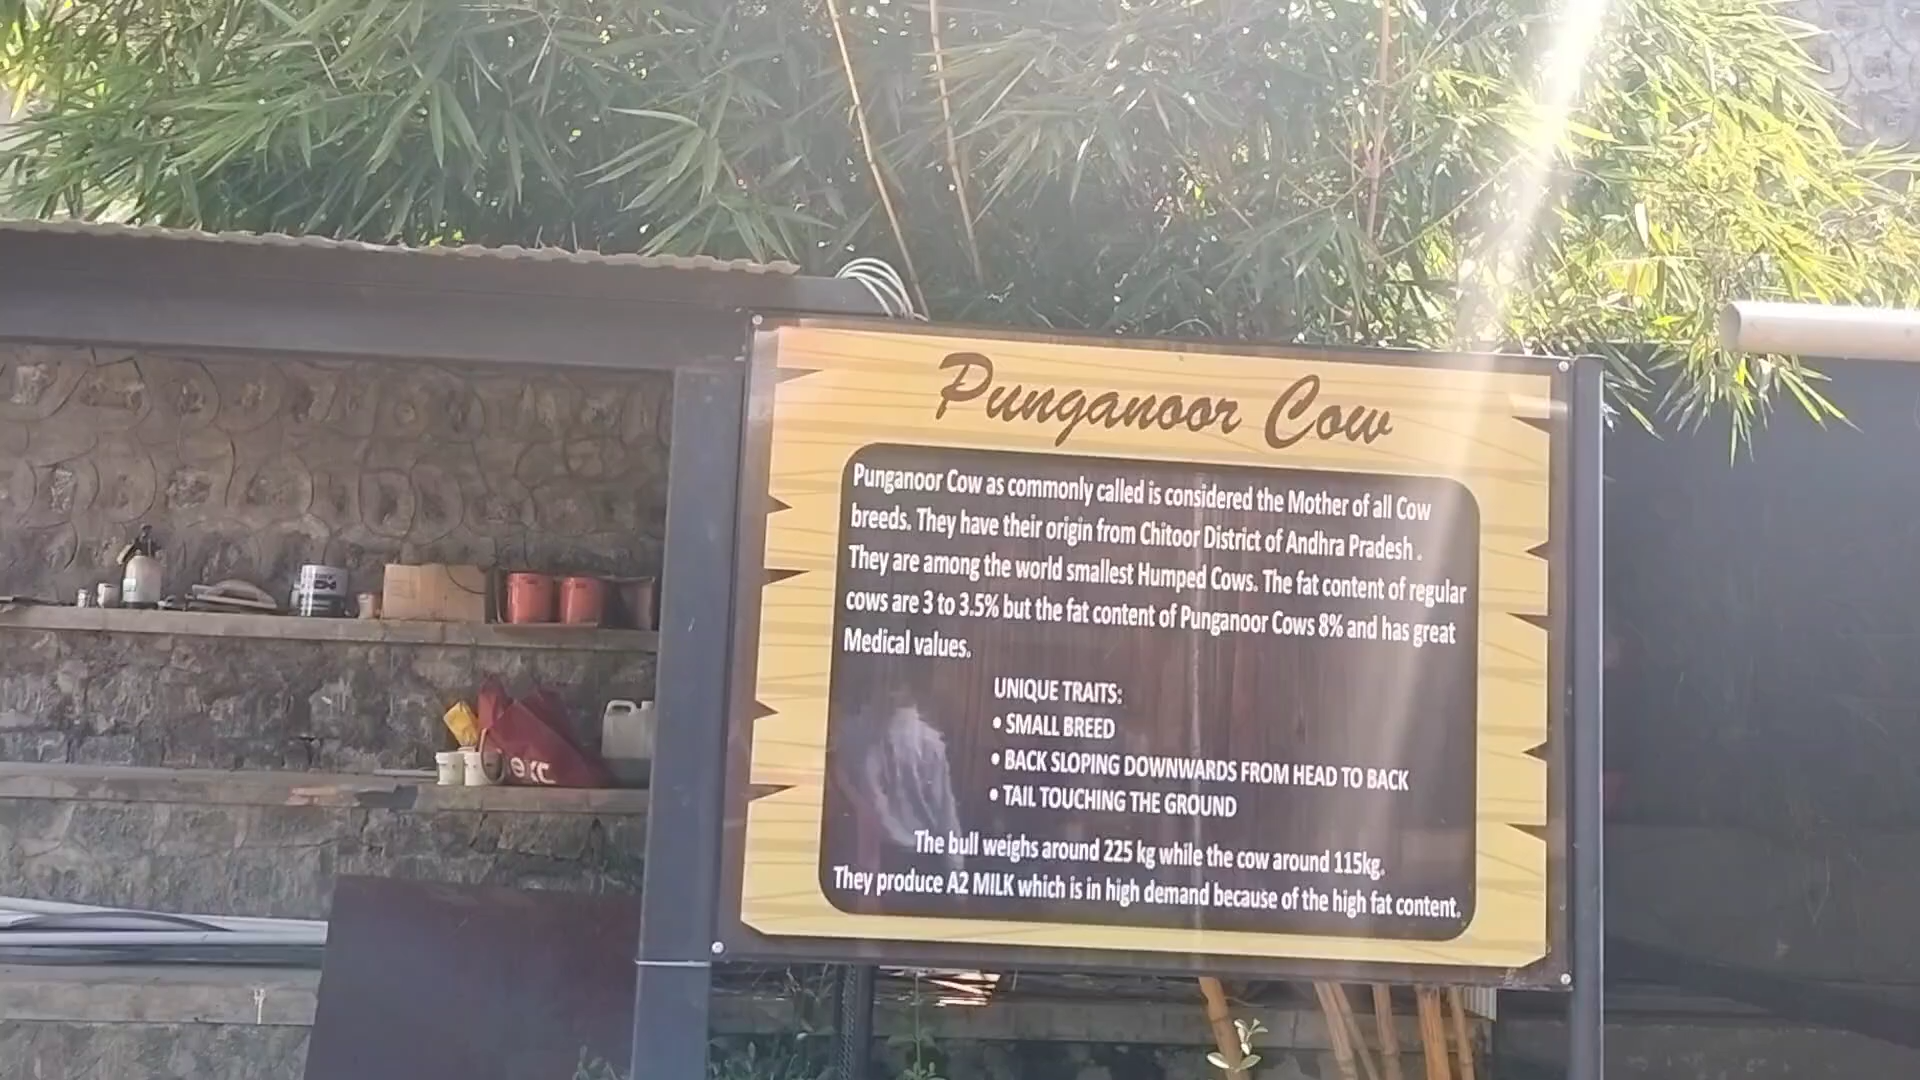 Punganoor Cow
Punganoor Cow as commonly called is considered the Mother of all Cow
breeds. They have their origin from Chitoor District of Andhra Pradesh .
They are among the world smallest Humped Cows. The fat content of regular
cows are 3 to 3.5% but the fat content of Punganoor Cows 8% and has great
Medical values.
UNIQUE TRAITS:
• SMALL BREED
• BACK SLOPING DOWNWARDS FROM HEAD TO BACK
• TAIL TOUCHING THE GROUND
The bull weighs around 225 kg while the cow around 115kg.
They produce A2 MILK which is in high demand because of the high fat content.